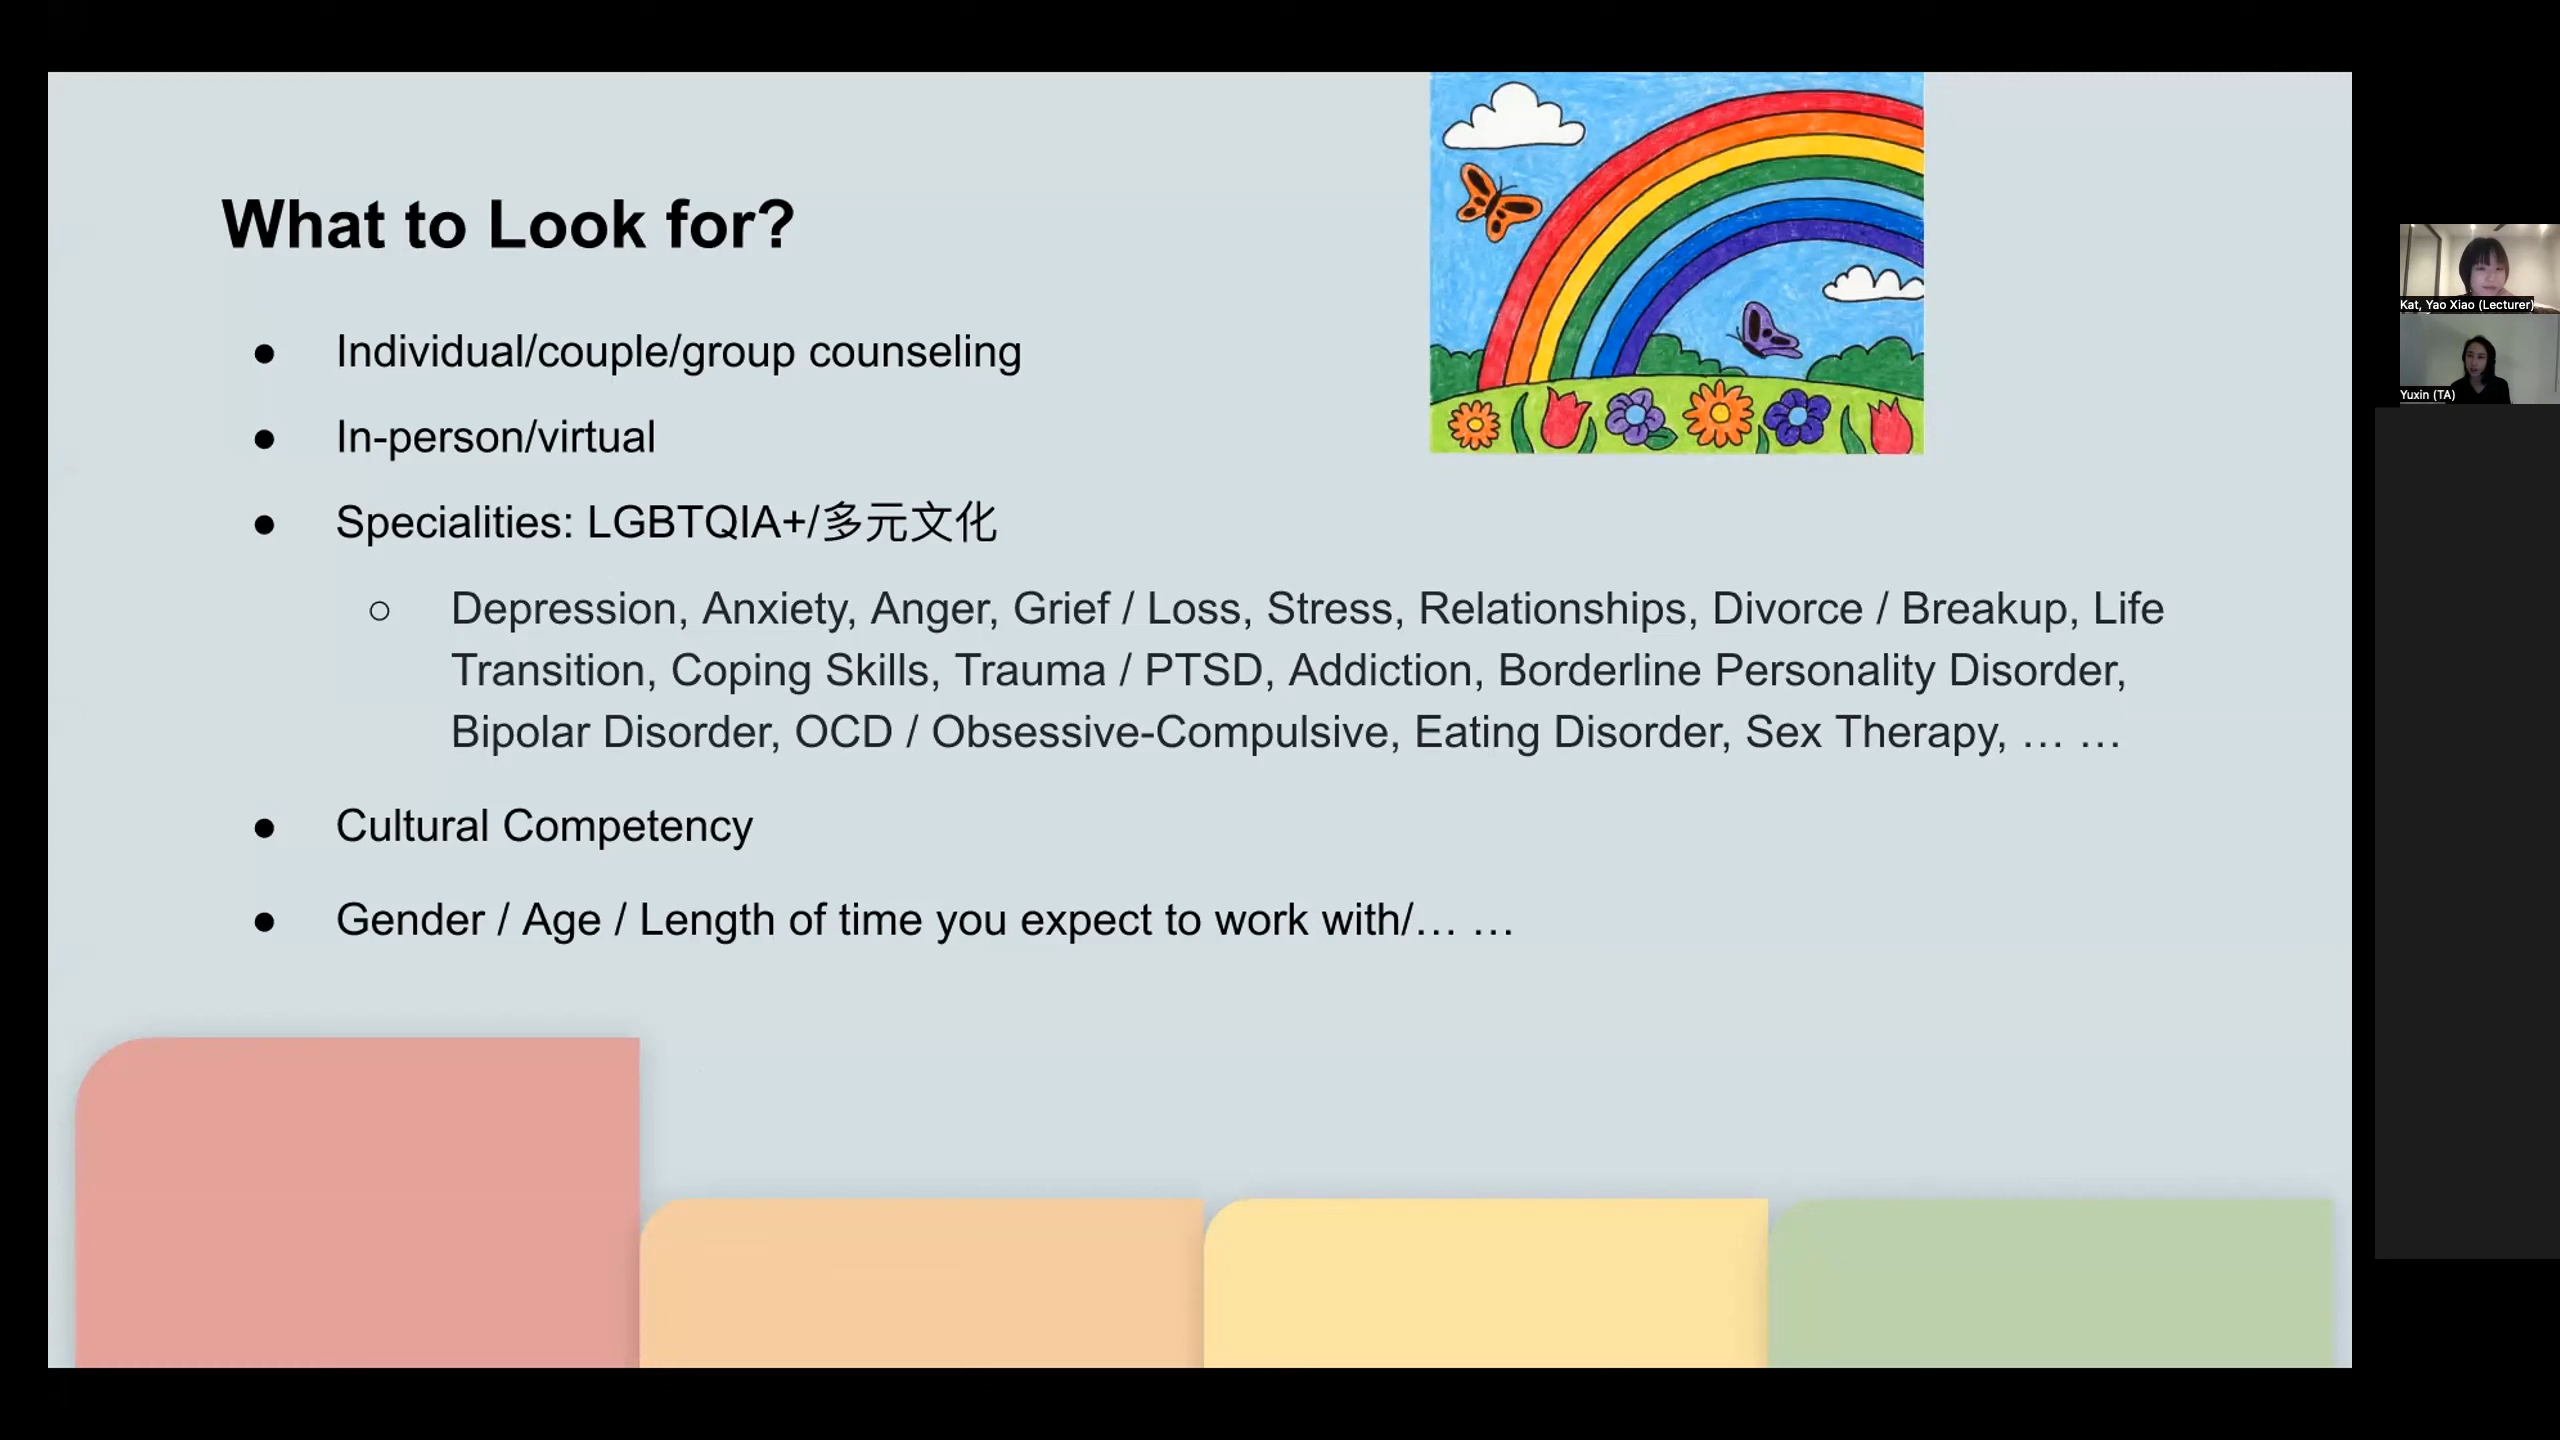 What to Look for?
● Individual/couple/group counseling
● In-person/virtual
● Specialities: LGBTQIA+/多元文化
○ Depression, Anxiety, Anger, Grief / Loss, Stress, Relationships, Divorce / Breakup, Life
Transition, Coping Skills, Trauma / PTSD, Addiction, Borderline Personality Disorder,
Bipolar Disorder, OCD / Obsessive-Compulsive, Eating Disorder, Sex Therapy, … …
● Cultural Competency
● Gender / Age / Length of time you expect to work with/… …
Kat, Yao Xiao (Lecturer)
Yuxin (TA)